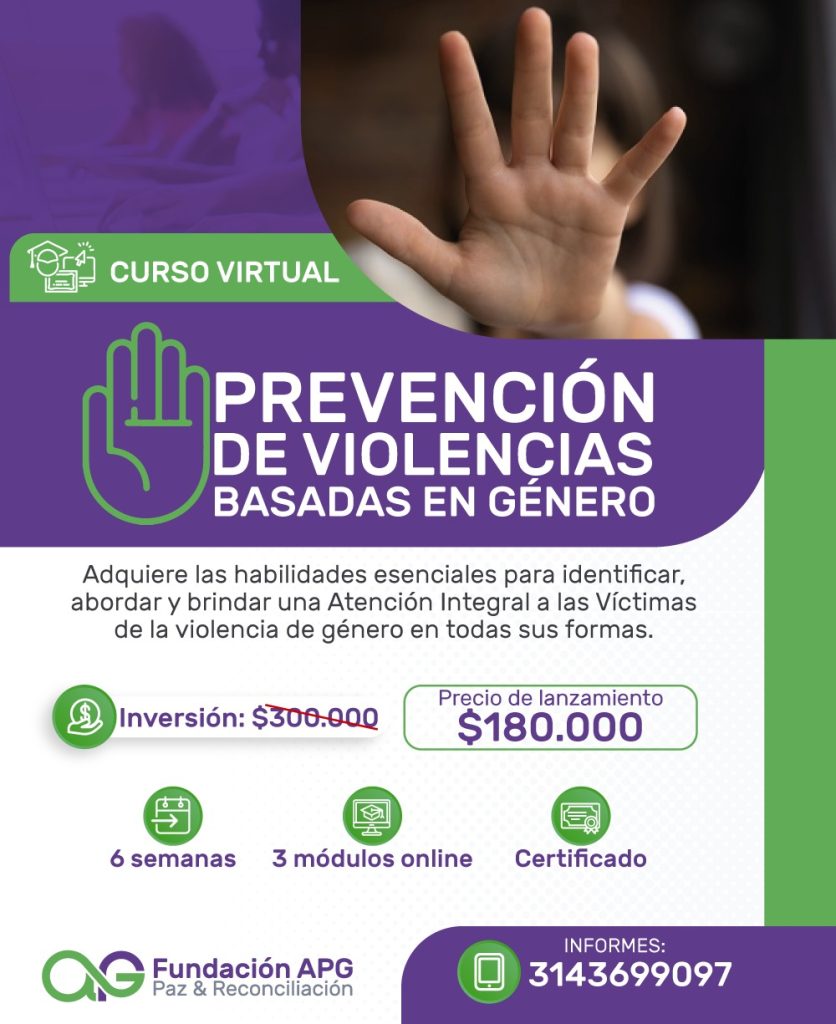 CURSO VIRTUAL
PREVENCIÓN
DE VIOLENCIAS
BASADAS EN GÉNERO
Adquiere las habilidades esenciales para identificar,
abordar y brindar una Atención Integral a las Víctimas
de la violencia de género en todas sus formas.
Inversión: $300.000
Precio de lanzamiento
$180.000
6 semanas
3 módulos online
Certificado
Fundación APG
Paz & Reconciliación
INFORMES:
3143699097